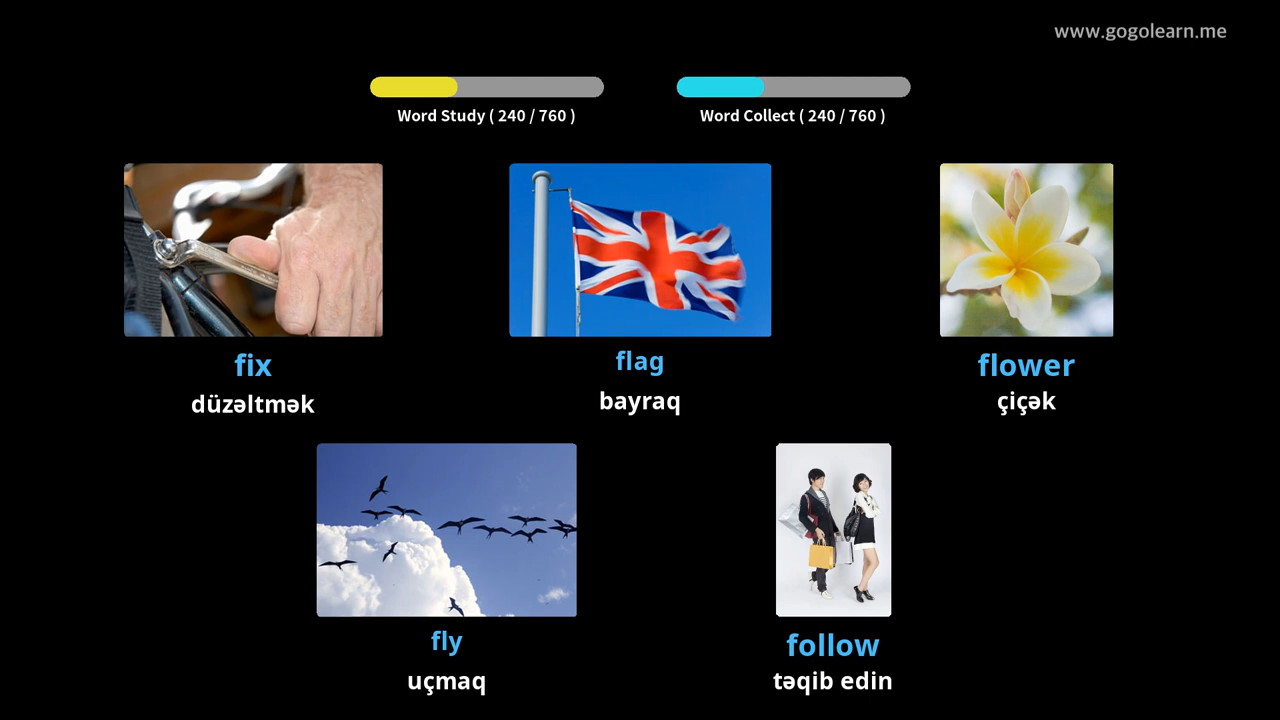 www.gogolearn.me
Word Study ( 240 / 760 )
Word Collect ( 240 / 760 )
fix
düzəltmək
flag
bayraq
flower
çiçək
fly
uçmaq
follow
təqib edin